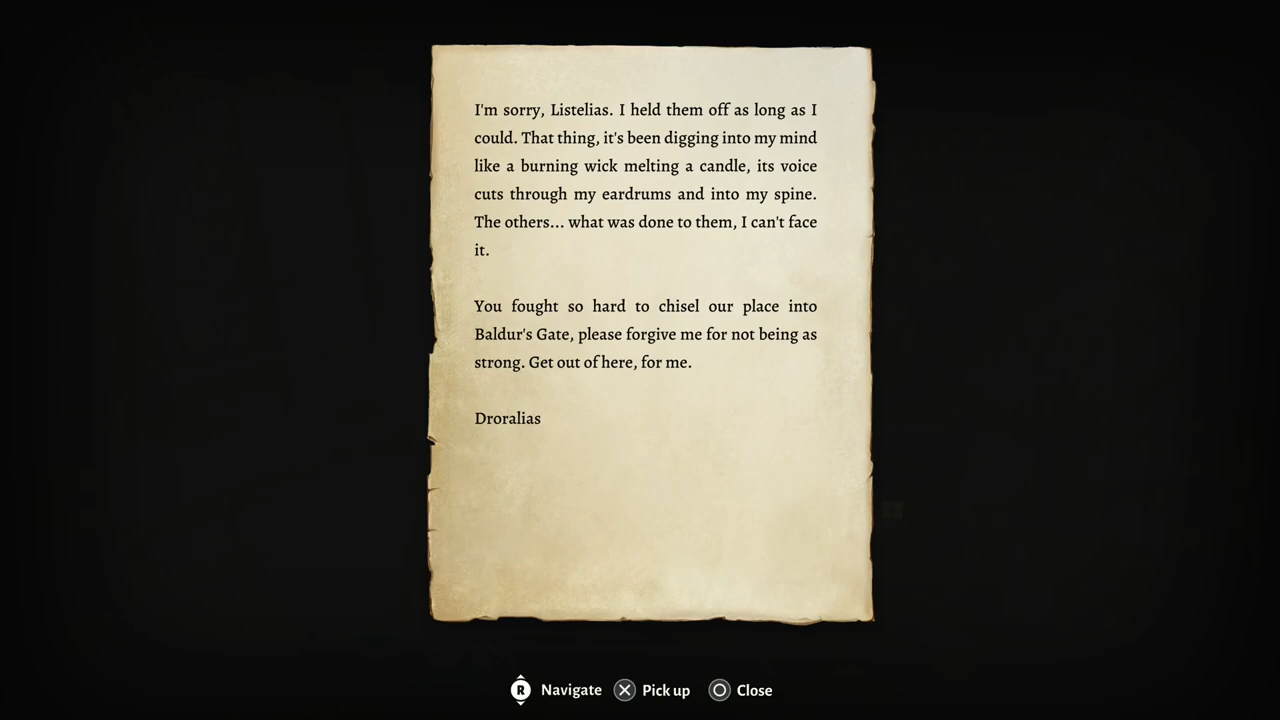 I'm sorry, Listelias. I held them off as long as I
could. That thing, it's been digging into my mind
like a burning wick melting a candle, its voice
cuts through my eardrums and into my spine.
The others... what was done to them, I can't face
it.
You fought so hard to chisel our place into
Baldur's Gate, please forgive me for not being as
strong. Get out of here, for me.
Droralias
R Navigate Pick up Close